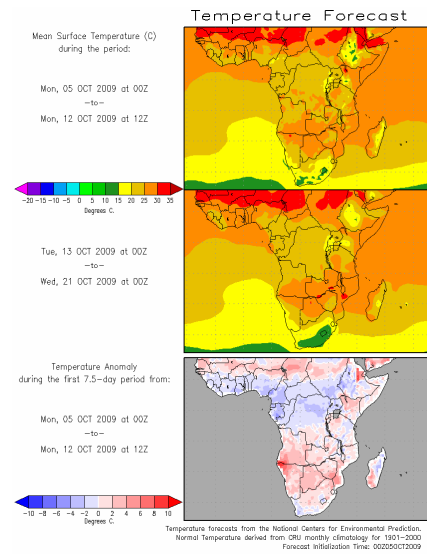 Temperature Forecast
Mean Surface Temperature (C)
during the period:
Mon, 05 OCT 2009 at 00Z
-to-
Mon, 12 OCT 2009 at 12Z
-20 -15 -10 -5 0 5 10 15 20 25 30 35
Degrees C.
Tue, 13 OCT 2009 at 00Z
-to-
Wed, 21 OCT 2009 at 00Z
Temperature Anomaly
during the first 7.5-day period from:
Mon, 05 OCT 2009 at 00Z
-to-
Mon, 12 OCT 2009 at 12Z
-10 -8 -6 -4 -2 0 2 4 6 8 10
Degrees C.
Temperature forecasts from the National Centers for Environmental Prediction.
Normal Temperature derived from CRU monthly climatology for 1901-2000
Forecast Initialization Time: 00Z05OCT2009